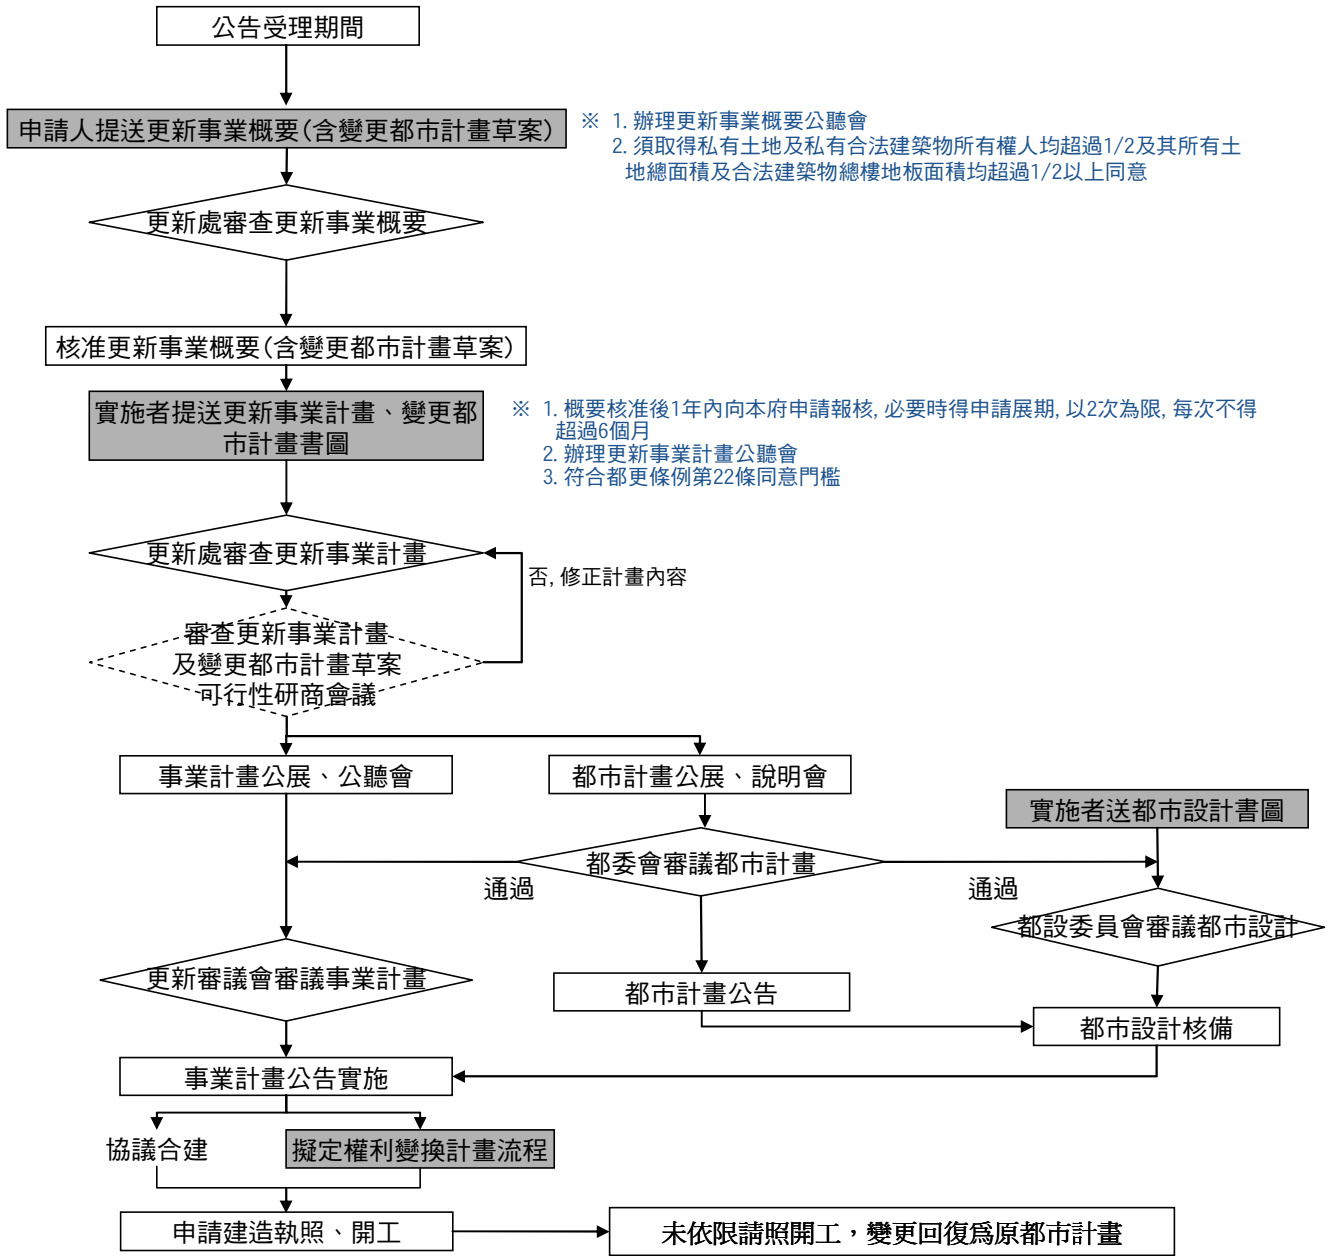 公告受理期間
申請人提送更新事業概要(含變更都市計畫草案)
※ 1. 辦理更新事業概要公聽會
2. 須取得私有土地及私有合法建築物所有權人均超過1/2及其所有土
地總面積及合法建築物總樓地板面積均超過1/2以上同意
更新處審查更新事業概要
核准更新事業概要(含變更都市計畫草案)
實施者提送更新事業計畫、變更都
市計畫書圖
※ 1. 概要核准後1年內向本府申請報核, 必要時得申請展期, 以2次為限, 每次不得
超過6個月
2. 辦理更新事業計畫公聽會
3. 符合都更條例第22條同意門檻
更新處審查更新事業計畫
否, 修正計畫內容
審查更新事業計畫
及變更都市計畫草案
可行性研商會議
事業計畫公展、公聽會
都市計畫公展、說明會
實施者送都市設計書圖
都委會審議都市計畫
通過
通過
都設委員會審議都市設計
更新審議會審議事業計畫
都市計畫公告
都市設計核備
事業計畫公告實施
協議合建
擬定權利變換計畫流程
申請建造執照、開工
未依限請照開工，變更回復為原都市計畫